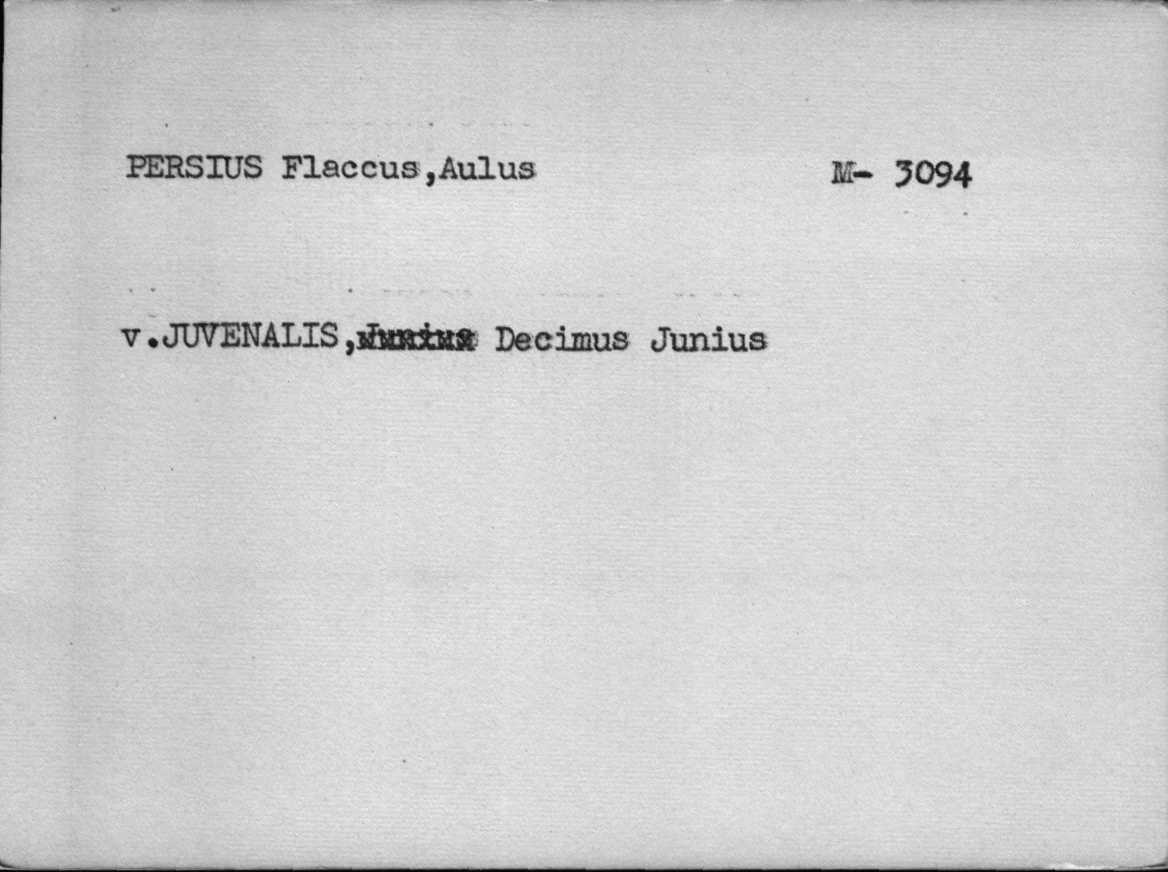 PERSIUS Flaccus,Aulus M- 3094
v.JUVENALIS, Decimus Junius